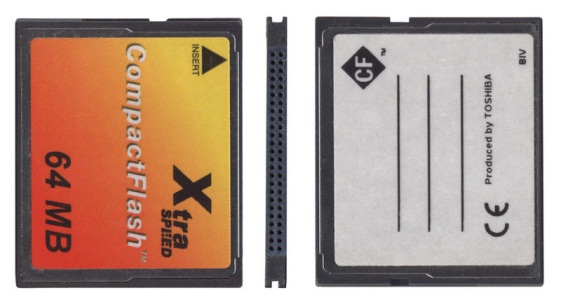 INSERT
CompactFlash™
64 MB
Xtra
SPEED
CF™
Produced by TOSHIBA
CE
BIV